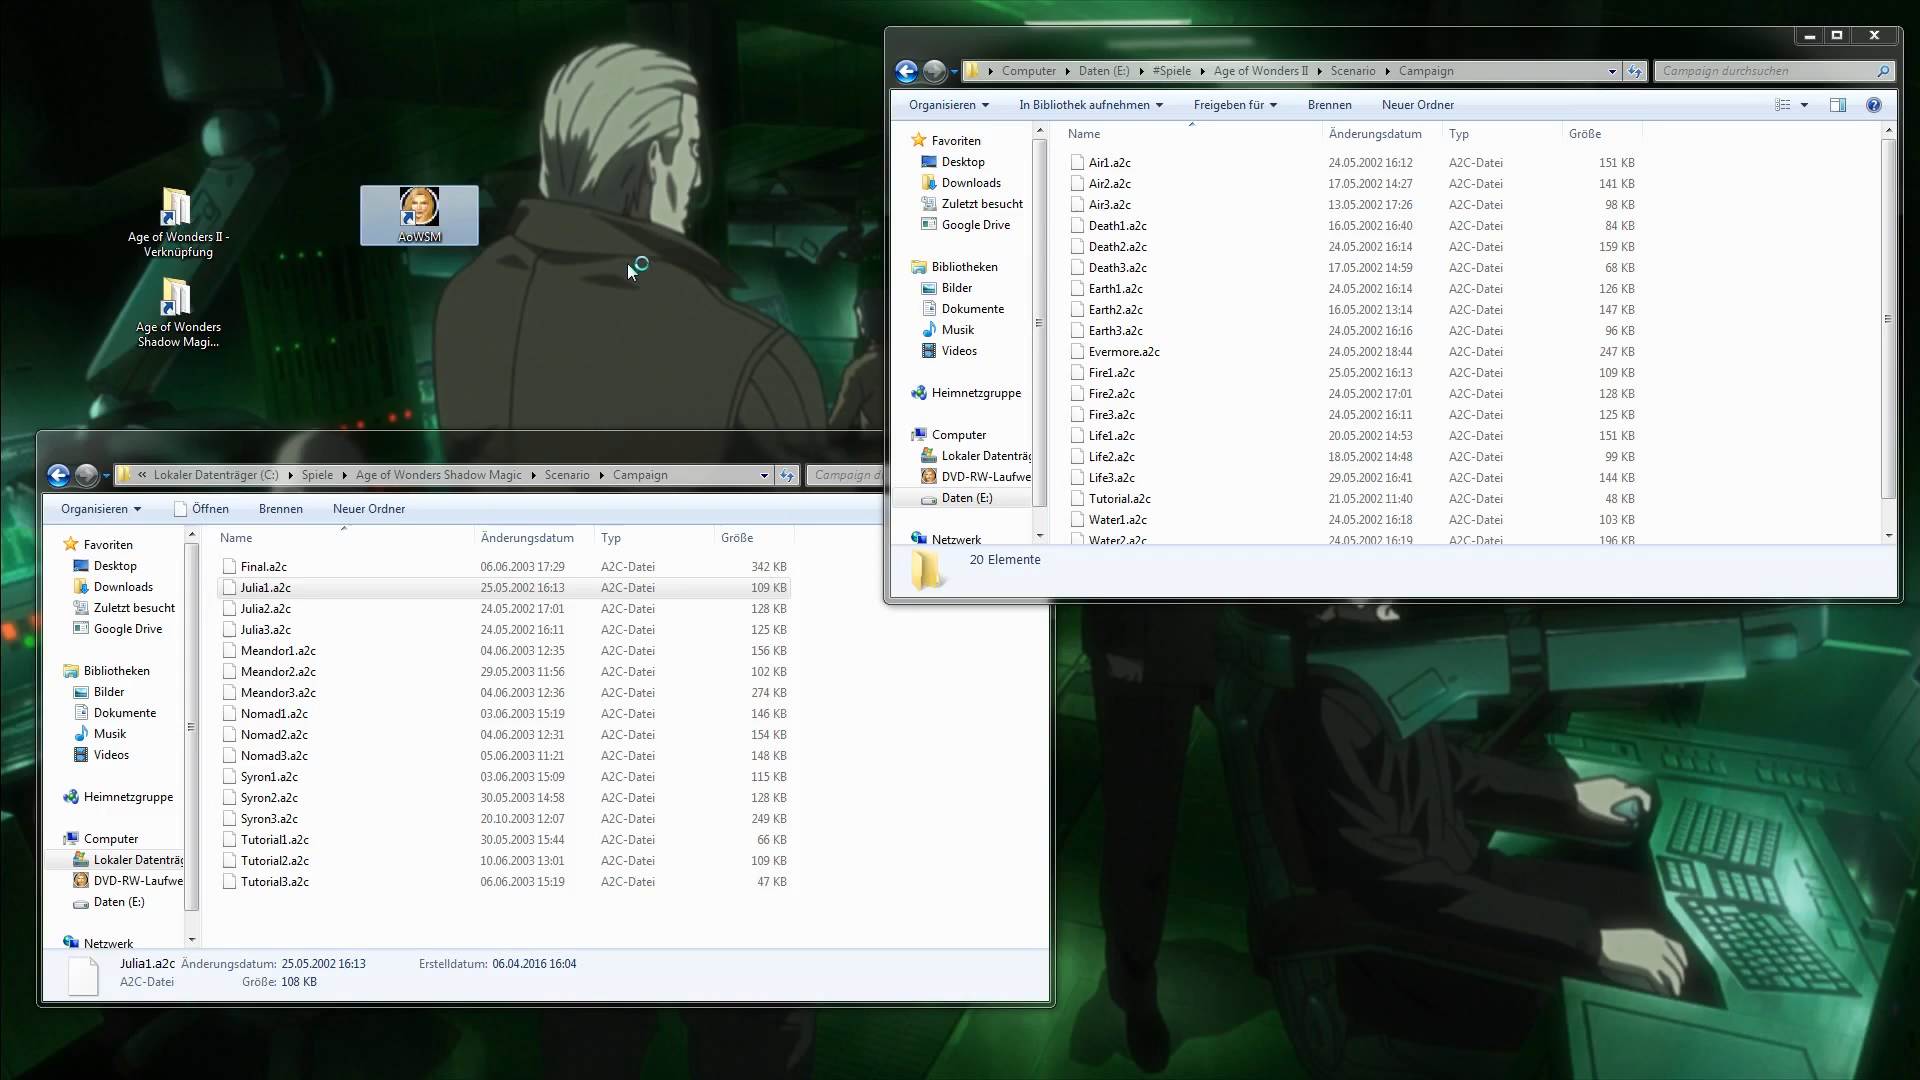 Age of Wonders II -
Verknüpfung
Age of Wonders
Shadow Magi...
AoWSM
Computer Daten (E:) #Spiele Age of Wonders II Scenario Campaign
Campaign durchsuchen
Organisieren In Bibliothek aufnehmen Freigeben für Brennen Neuer Ordner
Favoriten
Desktop
Downloads
Zuletzt besucht
Google Drive
Bibliotheken
Bilder
Dokumente
Musik
Videos
Heimnetzgruppe
Computer
Lokaler Datenträg
DVD-RW-Laufwe
Daten (E:)
Netzwerk
Name Änderungsdatum Typ Größe
Air1.a2c 24.05.2002 16:12 A2C-Datei 151 KB
Air2.a2c 17.05.2002 14:27 A2C-Datei 141 KB
Air3.a2c 13.05.2002 17:26 A2C-Datei 98 KB
Death1.a2c 16.05.2002 16:40 A2C-Datei 84 KB
Death2.a2c 24.05.2002 16:14 A2C-Datei 159 KB
Death3.a2c 17.05.2002 14:59 A2C-Datei 68 KB
Earth1.a2c 24.05.2002 16:14 A2C-Datei 126 KB
Earth2.a2c 16.05.2002 13:14 A2C-Datei 147 KB
Earth3.a2c 24.05.2002 16:16 A2C-Datei 96 KB
Evermore.a2c 24.05.2002 18:44 A2C-Datei 247 KB
Fire1.a2c 25.05.2002 16:13 A2C-Datei 109 KB
Fire2.a2c 24.05.2002 17:01 A2C-Datei 128 KB
Fire3.a2c 24.05.2002 16:11 A2C-Datei 125 KB
Life1.a2c 20.05.2002 14:53 A2C-Datei 151 KB
Life2.a2c 18.05.2002 14:48 A2C-Datei 99 KB
Life3.a2c 29.05.2002 16:41 A2C-Datei 144 KB
Tutorial.a2c 21.05.2002 11:40 A2C-Datei 48 KB
Water1.a2c 24.05.2002 16:18 A2C-Datei 103 KB
Water2.a2c 24.05.2002 16:19 A2C-Datei 196 KB
20 Elemente
« Lokaler Datenträger (C:) Spiele Age of Wonders Shadow Magic Scenario Campaign
Campaign d
Organisieren Öffnen Brennen Neuer Ordner
Favoriten
Desktop
Downloads
Zuletzt besucht
Google Drive
Bibliotheken
Bilder
Dokumente
Musik
Videos
Heimnetzgruppe
Computer
Lokaler Datenträg
DVD-RW-Laufwe
Daten (E:)
Netzwerk
Name Änderungsdatum Typ Größe
Final.a2c 06.06.2003 17:29 A2C-Datei 342 KB
Julia1.a2c 25.05.2002 16:13 A2C-Datei 109 KB
Julia2.a2c 24.05.2002 17:01 A2C-Datei 128 KB
Julia3.a2c 24.05.2002 16:11 A2C-Datei 125 KB
Meandor1.a2c 04.06.2003 12:35 A2C-Datei 156 KB
Meandor2.a2c 29.05.2003 11:56 A2C-Datei 102 KB
Meandor3.a2c 04.06.2003 12:36 A2C-Datei 274 KB
Nomad1.a2c 03.06.2003 15:19 A2C-Datei 146 KB
Nomad2.a2c 04.06.2003 12:31 A2C-Datei 154 KB
Nomad3.a2c 05.06.2003 11:21 A2C-Datei 148 KB
Syron1.a2c 03.06.2003 15:09 A2C-Datei 115 KB
Syron2.a2c 30.05.2003 14:58 A2C-Datei 128 KB
Syron3.a2c 20.10.2003 12:07 A2C-Datei 249 KB
Tutorial1.a2c 30.05.2003 15:44 A2C-Datei 66 KB
Tutorial2.a2c 10.06.2003 13:01 A2C-Datei 109 KB
Tutorial3.a2c 06.06.2003 15:19 A2C-Datei 47 KB
Julia1.a2c Änderungsdatum: 25.05.2002 16:13 Erstelldatum: 06.04.2016 16:04
A2C-Datei Größe: 108 KB